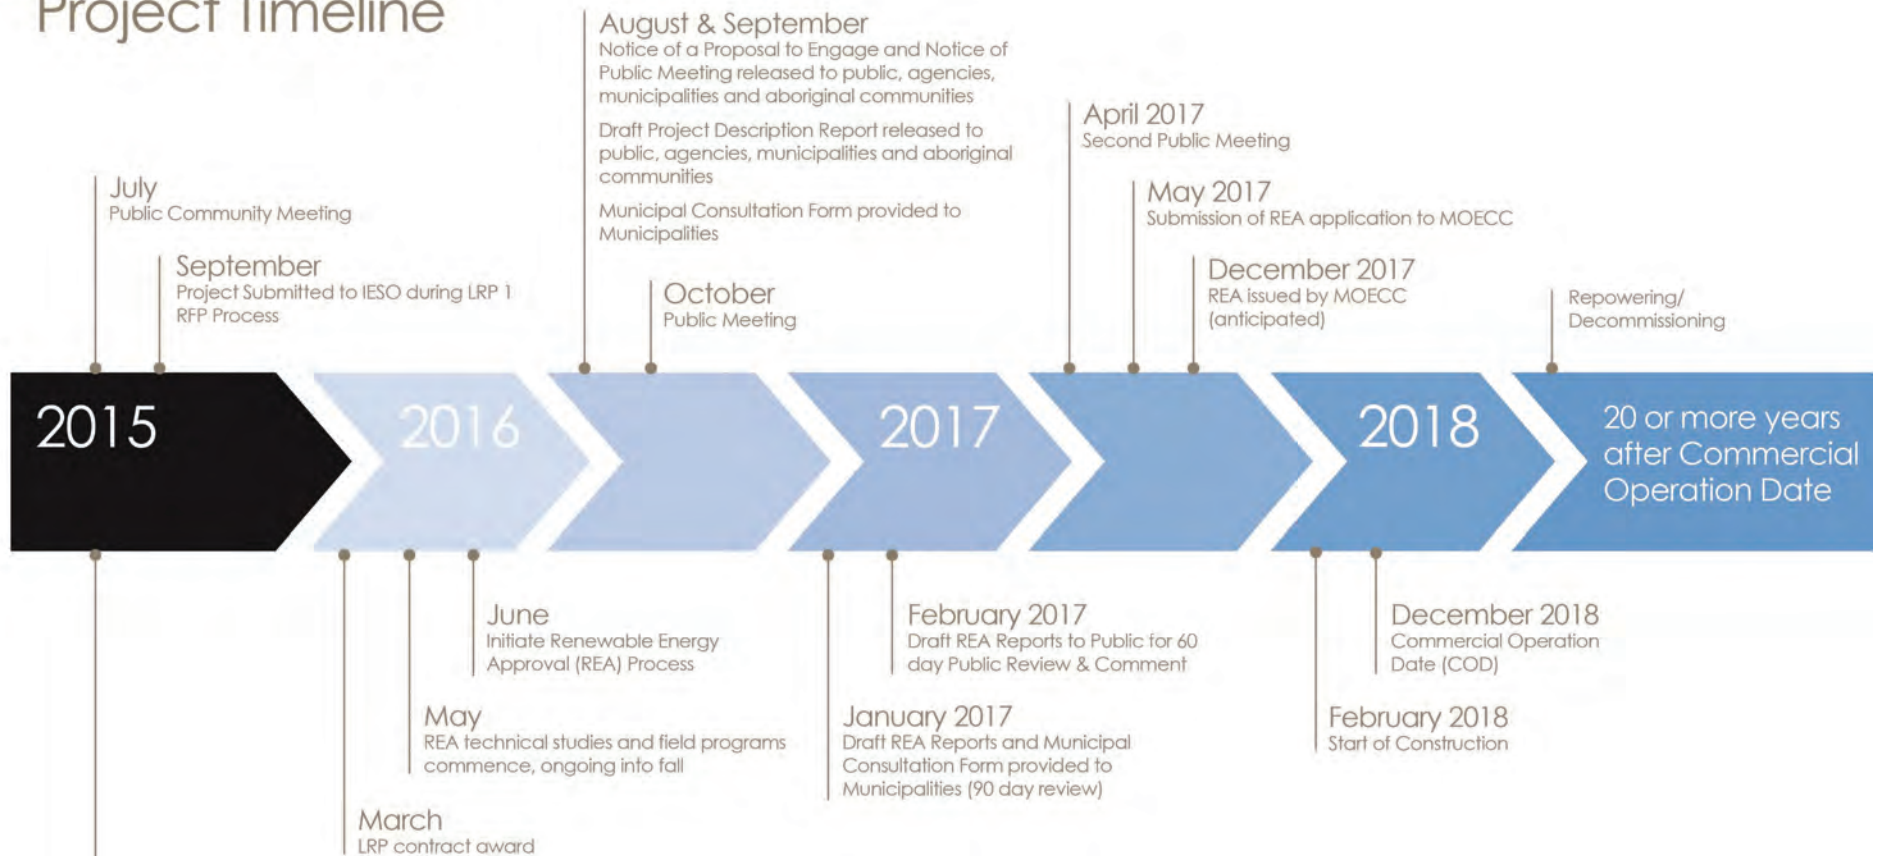 Project Timeline
July
Public Community Meeting
September
Project Submitted to IESO during LRP 1
RFP Process
August & September
Notice of a Proposal to Engage and Notice of
Public Meeting released to public, agencies,
municipalities and aboriginal communities
Draft Project Description Report released to
public, agencies, municipalities and aboriginal
communities
Municipal Consultation Form provided to
Municipalities
October
Public Meeting
April 2017
Second Public Meeting
May 2017
Submission of REA application to MOECC
December 2017
REA issued by MOECC
(anticipated)
Repowering/
Decommissioning
2015
2016
2017
2018
20 or more years
after Commercial
Operation Date
June
Initiate Renewable Energy
Approval (REA) Process
May
REA technical studies and field programs
commence, ongoing into fall
March
LRP contract award
February 2017
Draft REA Reports to Public for 60
day Public Review & Comment
January 2017
Draft REA Reports and Municipal
Consultation Form provided to
Municipalities (90 day review)
December 2018
Commercial Operation
Date (COD)
February 2018
Start of Construction